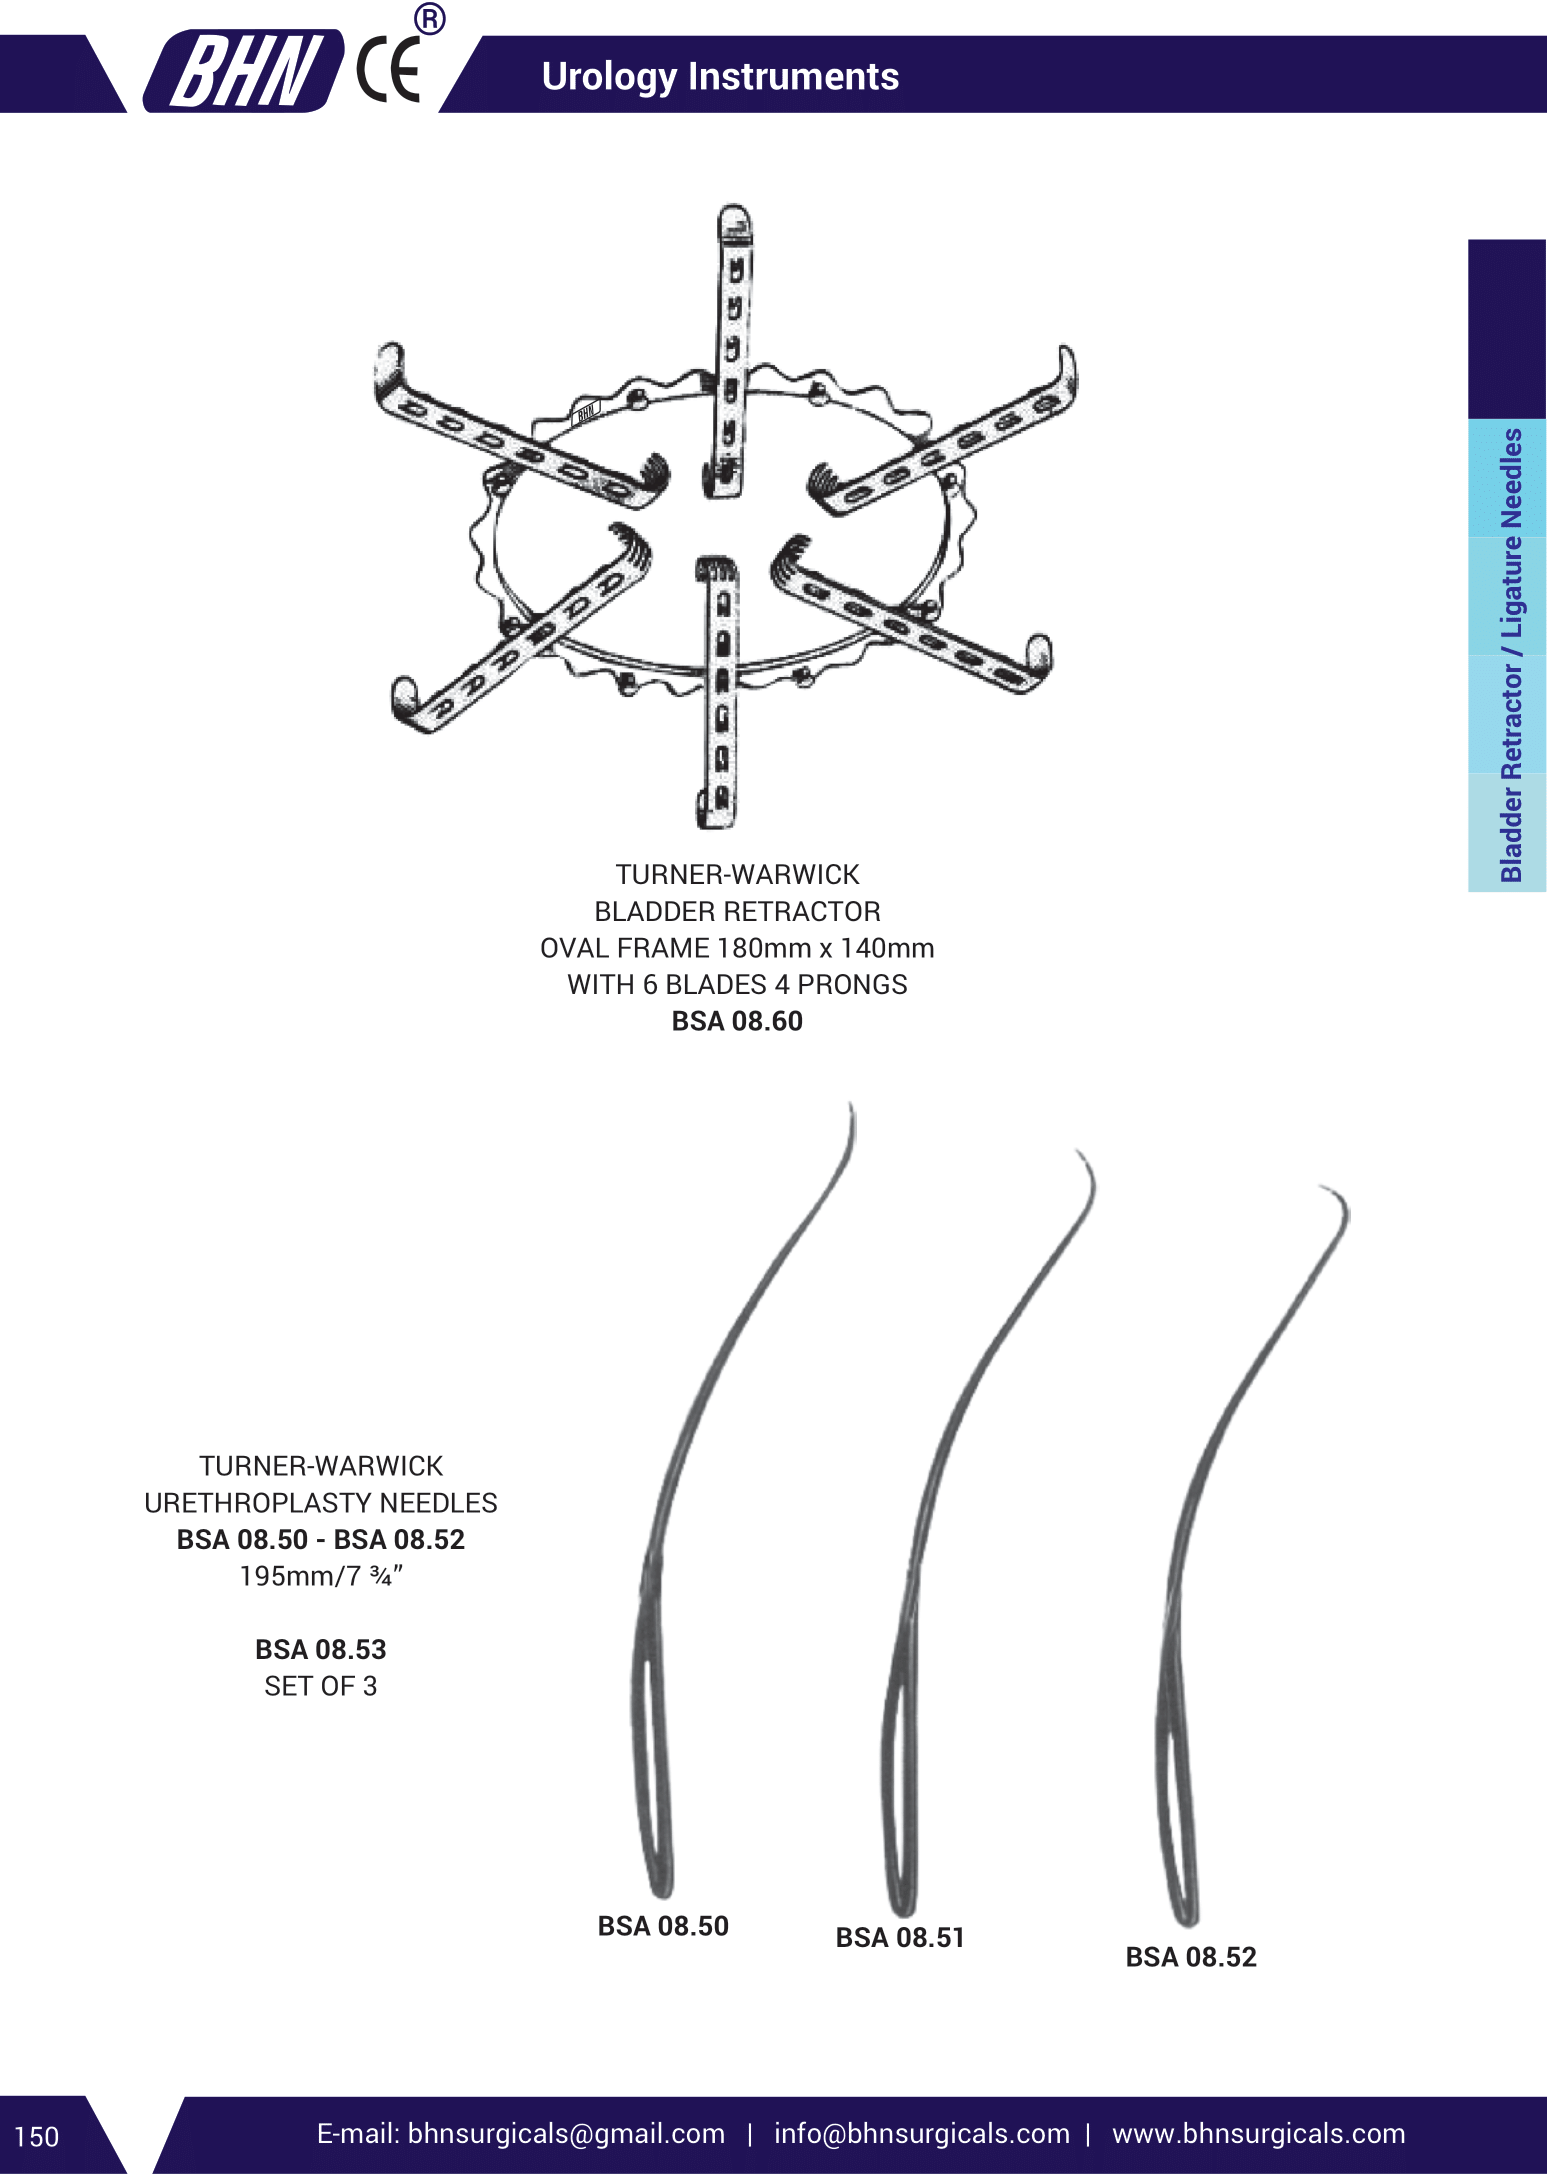 BHN CE ®
Urology Instruments
BHN
Bladder Retractor / Ligature Needles
TURNER-WARWICK
BLADDER RETRACTOR
OVAL FRAME 180mm x 140mm
WITH 6 BLADES 4 PRONGS
BSA 08.60
TURNER-WARWICK
URETHROPLASTY NEEDLES
BSA 08.50 - BSA 08.52
195mm/7 ¾”
BSA 08.53
SET OF 3
BSA 08.50
BSA 08.51
BSA 08.52
150
E-mail: bhnsurgicals@gmail.com | info@bhnsurgicals.com | www.bhnsurgicals.com